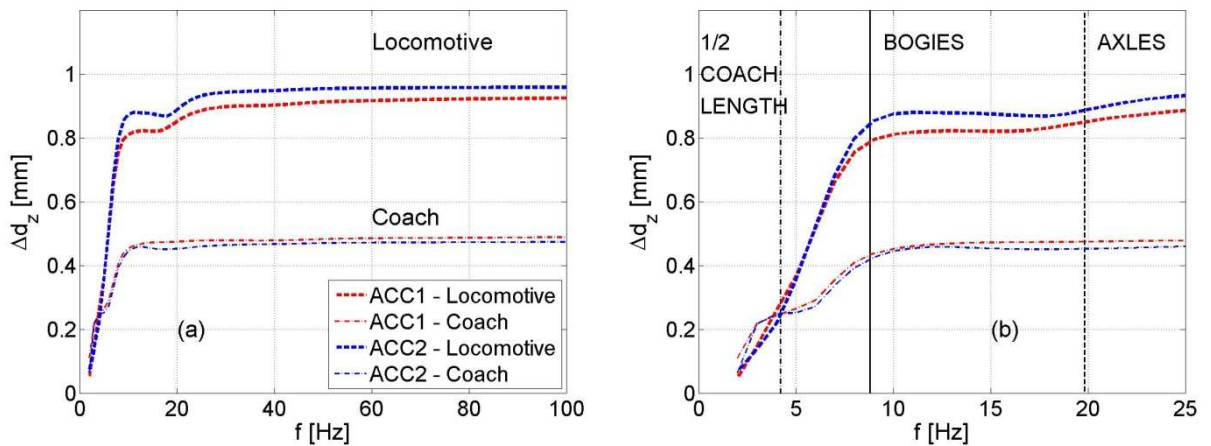 Locomotive
1
0.8
0.6
0.4
0.2
0
Δd_z [mm]
Coach
(a)
ACC1 - Locomotive
ACC1 - Coach
ACC2 - Locomotive
ACC2 - Coach
0 20 40 60 80 100
f [Hz]
1/2 BOGIES AXLES
COACH
LENGTH
1
0.8
0.6
0.4
0.2
0
Δd_z [mm]
(b)
0 5 10 15 20 25
f [Hz]